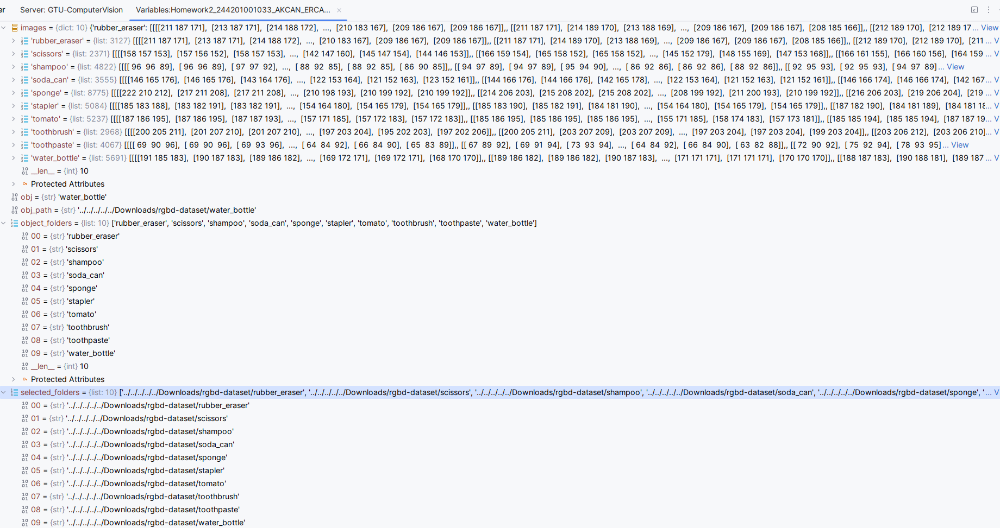 er Server: GTU-ComputerVision Variables:Homework2_244201001033_AKCAN_ERCA... ×
images = {dict: 10} {'rubber_eraser': [[[[211 187 171], [213 187 171], [214 188 172], ..., [210 183 167], [209 186 167], [209 186 167]],, [[211 187 171], [214 189 170], [213 188 169], ..., [209 186 167], [209 186 167], [208 185 166]],, [[212 189 170], [212 189 17... View
'rubber_eraser' = {list: 3127} [[[[211 187 171], [213 187 171], [214 188 172], ..., [210 183 167], [209 186 167], [209 186 167]],, [[211 187 171], [214 189 170], [213 188 169], ..., [209 186 167], [209 186 167], [208 185 166]],, [[212 189 170], [212 189 170], [211 ... V
'scissors' = {list: 2371} [[[[158 157 153], [157 156 152], [158 157 153], ..., [142 147 160], [145 147 154], [144 146 153]],, [[166 159 154], [165 158 152], [165 158 152], ..., [145 152 179], [148 155 169], [147 153 168]],, [[166 161 155], [166 160 156], [164 159 ... V
'shampoo' = {list: 4822} [[[[ 96 96 89], [ 96 96 89], [ 97 97 92], ..., [ 88 92 85], [ 88 92 85], [ 86 90 85]],, [[ 94 97 89], [ 94 97 89], [ 95 94 90], ..., [ 86 92 86], [ 86 92 86], [ 88 92 86]],, [[ 92 95 93], [ 92 95 93], [ 94 97 89]... View
'soda_can' = {list: 3555} [[[[146 165 176], [146 165 176], [143 164 176], ..., [122 153 164], [121 152 163], [123 152 161]],, [[144 166 176], [144 166 176], [142 165 178], ..., [122 153 164], [121 152 163], [121 152 161]],, [[146 166 174], [146 166 174], [142 167... V
'sponge' = {list: 8775} [[[[222 210 212], [217 211 208], [217 211 208], ..., [210 198 193], [210 199 192], [210 199 192]],, [[214 206 203], [215 208 202], [215 208 202], ..., [208 199 192], [211 200 193], [210 199 192]],, [[216 206 203], [219 206 204], [219 ... V
'stapler' = {list: 5084} [[[[185 183 188], [183 182 191], [183 182 191], ..., [154 164 180], [154 165 179], [154 165 179]],, [[185 183 190], [185 182 191], [184 181 190], ..., [154 164 180], [154 165 179], [154 165 179]],, [[187 182 190], [184 181 189], [184 181 18... V
'tomato' = {list: 5237} [[[[187 186 195], [187 186 195], [187 187 193], ..., [157 171 185], [157 172 183], [157 172 183]],, [[185 186 195], [185 186 195], [185 186 195], ..., [155 171 185], [158 174 183], [157 173 181]],, [[185 185 194], [185 185 194], [187 187 19... V
'toothbrush' = {list: 2968} [[[[200 205 211], [201 207 210], [201 207 210], ..., [197 203 204], [195 202 203], [197 202 206]],, [[200 205 211], [203 207 209], [203 207 209], ..., [197 203 204], [197 203 204], [199 203 204]],, [[203 206 212], [203 206 210]... V
'toothpaste' = {list: 4067} [[[[ 69 90 96], [ 69 90 96], [ 69 93 96], ..., [ 64 84 92], [ 66 84 90], [ 65 83 89]],, [[ 67 89 92], [ 69 91 94], [ 73 93 94], ..., [ 64 84 92], [ 66 84 90], [ 63 82 88]],, [[ 72 90 92], [ 75 92 94], [ 78 93 95]... View
'water_bottle' = {list: 5691} [[[[191 185 183], [190 187 183], [189 186 182], ..., [169 172 171], [169 172 171], [168 170 170]],, [[189 186 182], [189 186 182], [190 187 183], ..., [171 171 171], [171 171 171], [170 170 170]],, [[188 187 183], [190 188 181], [189 187 ... V
__len__ = {int} 10
Protected Attributes
obj = {str} 'water_bottle'
obj_path = {str} '../../../../../Downloads/rgbd-dataset/water_bottle'
object_folders = {list: 10} ['rubber_eraser', 'scissors', 'shampoo', 'soda_can', 'sponge', 'stapler', 'tomato', 'toothbrush', 'toothpaste', 'water_bottle']
00 = {str} 'rubber_eraser'
01 = {str} 'scissors'
02 = {str} 'shampoo'
03 = {str} 'soda_can'
04 = {str} 'sponge'
05 = {str} 'stapler'
06 = {str} 'tomato'
07 = {str} 'toothbrush'
08 = {str} 'toothpaste'
09 = {str} 'water_bottle'
__len__ = {int} 10
Protected Attributes
selected_folders = {list: 10} ['../../../../../Downloads/rgbd-dataset/rubber_eraser', '../../../../../Downloads/rgbd-dataset/scissors', '../../../../../Downloads/rgbd-dataset/shampoo', '../../../../../Downloads/rgbd-dataset/soda_can', '../../../../../Downloads/rgbd-dataset/sponge', '... V
00 = {str} '../../../../../Downloads/rgbd-dataset/rubber_eraser'
01 = {str} '../../../../../Downloads/rgbd-dataset/scissors'
02 = {str} '../../../../../Downloads/rgbd-dataset/shampoo'
03 = {str} '../../../../../Downloads/rgbd-dataset/soda_can'
04 = {str} '../../../../../Downloads/rgbd-dataset/sponge'
05 = {str} '../../../../../Downloads/rgbd-dataset/stapler'
06 = {str} '../../../../../Downloads/rgbd-dataset/tomato'
07 = {str} '../../../../../Downloads/rgbd-dataset/toothbrush'
08 = {str} '../../../../../Downloads/rgbd-dataset/toothpaste'
09 = {str} '../../../../../Downloads/rgbd-dataset/water_bottle'